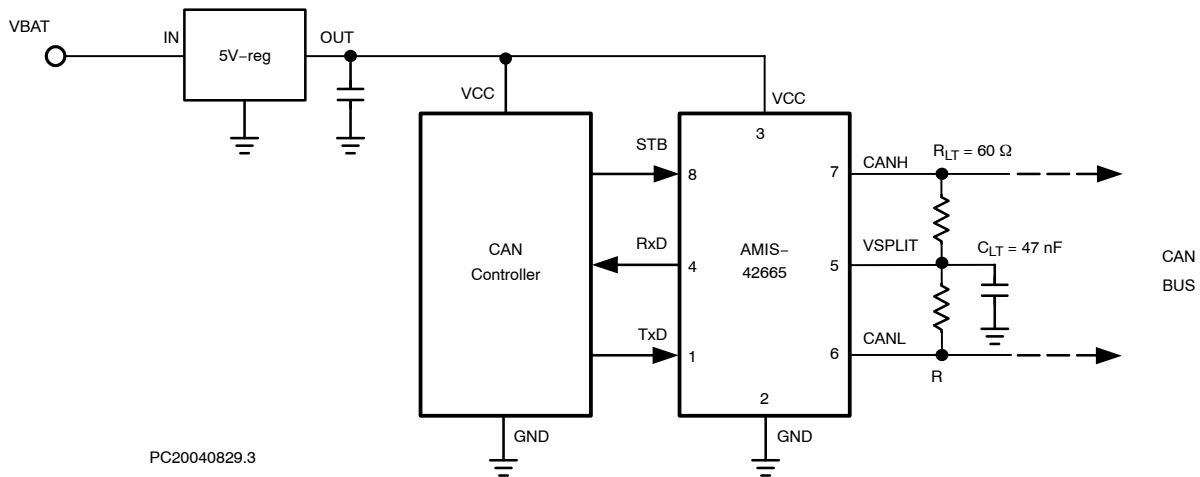 VBAT
IN
5V−reg
OUT
VCC
VCC
CAN
Controller
STB
RxD
TxD
3
8
4
1
AMIS−
42665
7
5
6
2
CANH
VSPLIT
CANL
RLT = 60 Ω
CLT = 47 nF
R
CAN
BUS
GND
GND
PC20040829.3